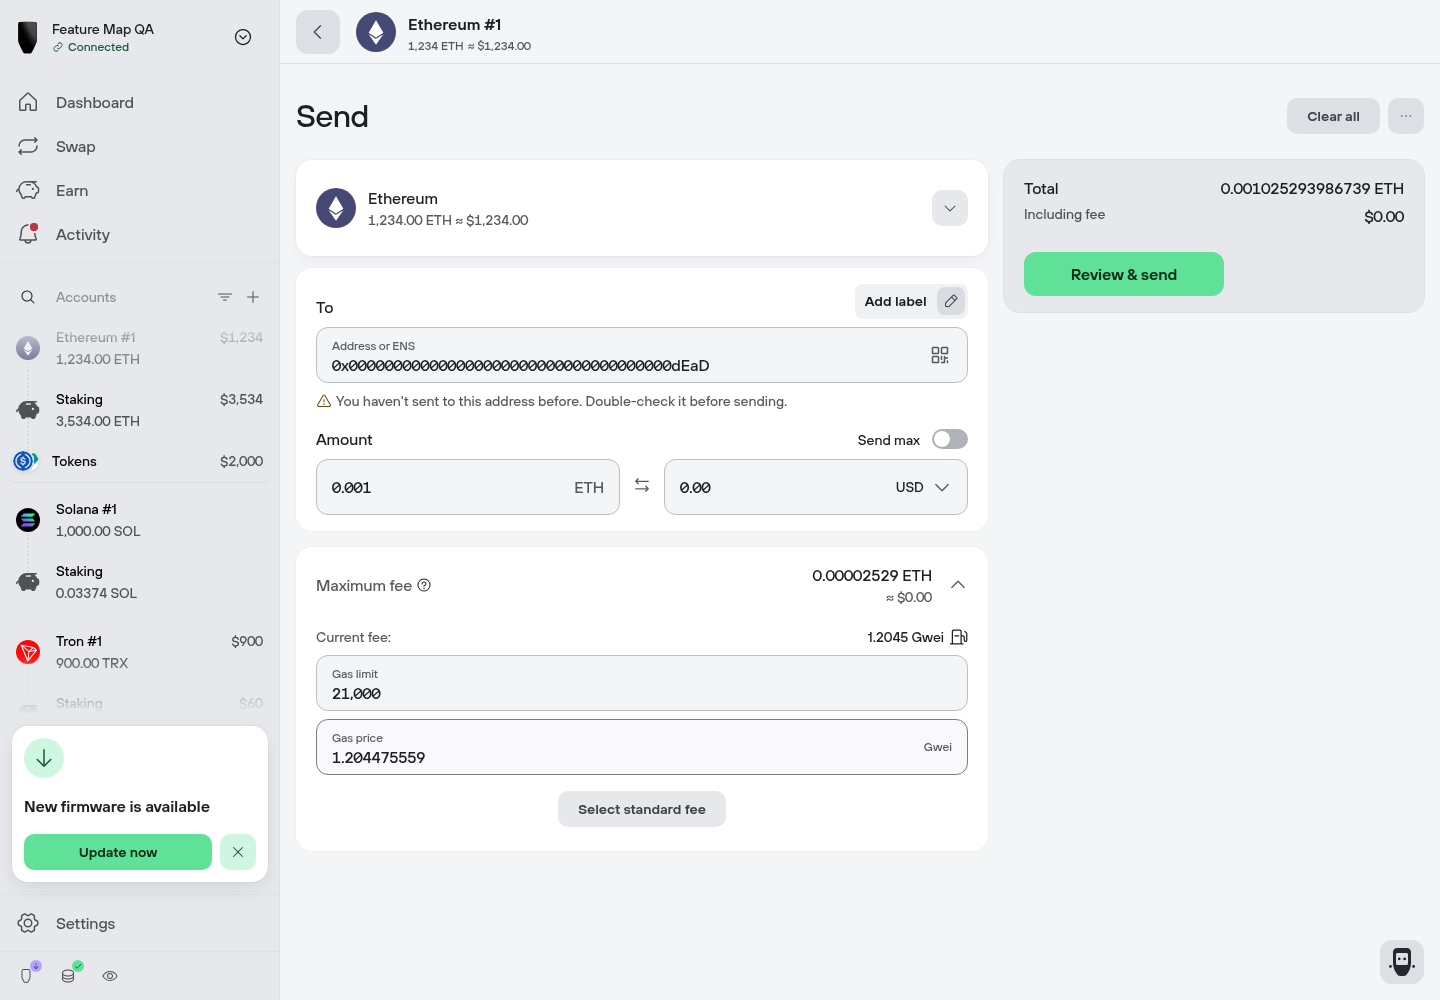 Feature Map QA
Connected
Dashboard
Swap
Earn
Activity
Accounts
Ethereum #1 $1,234
1,234.00 ETH
Staking $3,534
3,534.00 ETH
Tokens $2,000
Solana #1
1,000.00 SOL
Staking
0.03374 SOL
Tron #1 $900
900.00 TRX
Staking $60
New firmware is available
Update now
Settings
Ethereum #1
1,234 ETH ≈ $1,234.00
Send
Clear all
Ethereum
1,234.00 ETH ≈ $1,234.00
To
Add label
Address or ENS
0x000000000000000000000000000000000000dEaD
You haven't sent to this address before. Double-check it before sending.
Amount
Send max
0.001 ETH
0.00 USD
Maximum fee
0.00002529 ETH
≈ $0.00
Current fee:
1.2045 Gwei
Gas limit
21,000
Gas price
1.204475559
Gwei
Select standard fee
Total 0.001025293986739 ETH
Including fee $0.00
Review & send